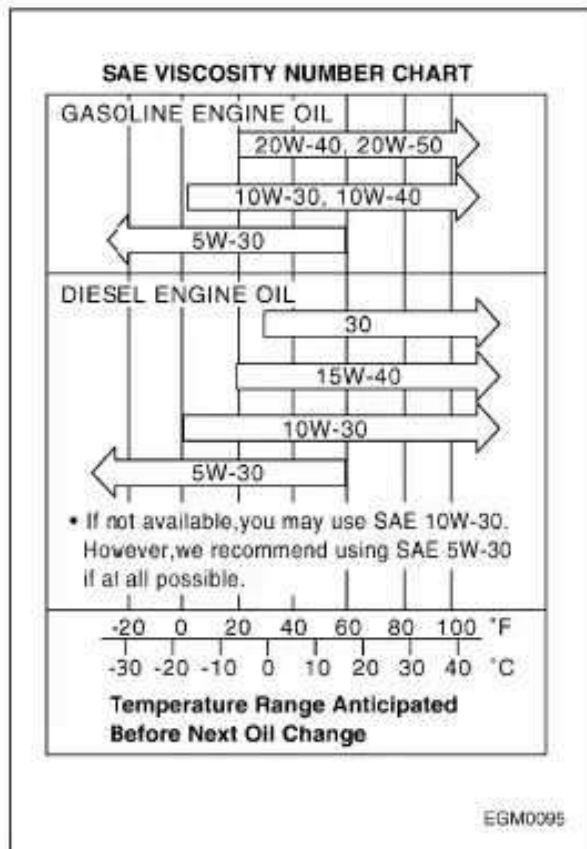 SAE VISCOSITY NUMBER CHART
GASOLINE ENGINE OIL
20W-40, 20W-50
10W-30, 10W-40
5W-30
DIESEL ENGINE OIL
30
15W-40
10W-30
5W-30
• If not available,you may use SAE 10W-30.
However,we recommend using SAE 5W-30
if at all possible.
-20 0 20 40 60 80 100 °F
-30 -20 -10 0 10 20 30 40 °C
Temperature Range Anticipated
Before Next Oil Change
EGM0095